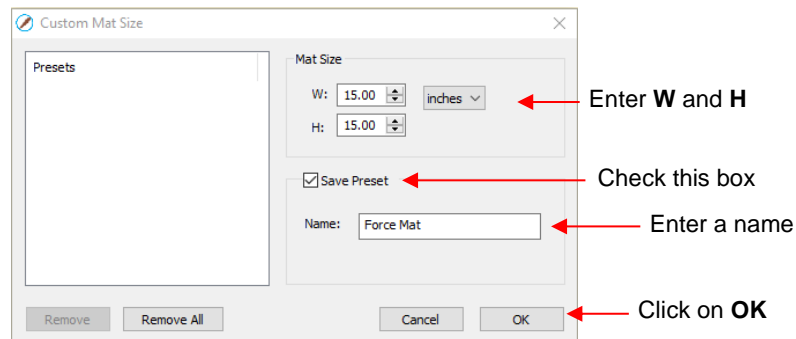 Custom Mat Size
Presets
Mat Size
W: 15.00 inches
Enter W and H
H: 15.00
Save Preset
Check this box
Name: Force Mat
Enter a name
Remove Remove All Cancel OK
Click on OK